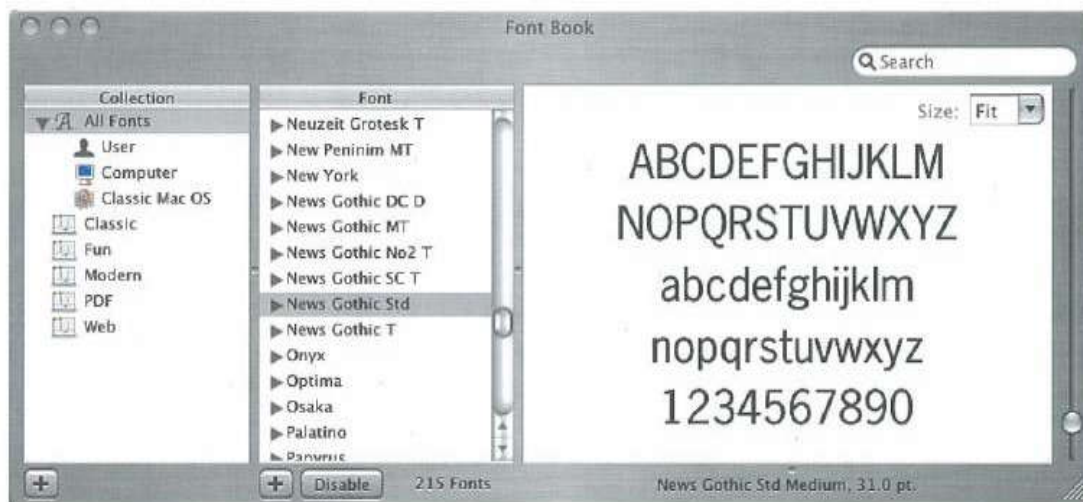 Font Book
Search
Collection
All Fonts
User
Computer
Classic Mac OS
Classic
Fun
Modern
PDF
Web
Font
Neuzeit Grotesk T
New Peninim MT
New York
News Gothic DC D
News Gothic MT
News Gothic No2 T
News Gothic SC T
News Gothic Std
News Gothic T
Onyx
Optima
Osaka
Palatino
Papyrus
Size: Fit
ABCDEFGHIJKLM
NOPQRSTUVWXYZ
abcdefghijklm
nopqrstuvwxyz
1234567890
Disable
215 Fonts
News Gothic Std Medium, 31.0 pt.